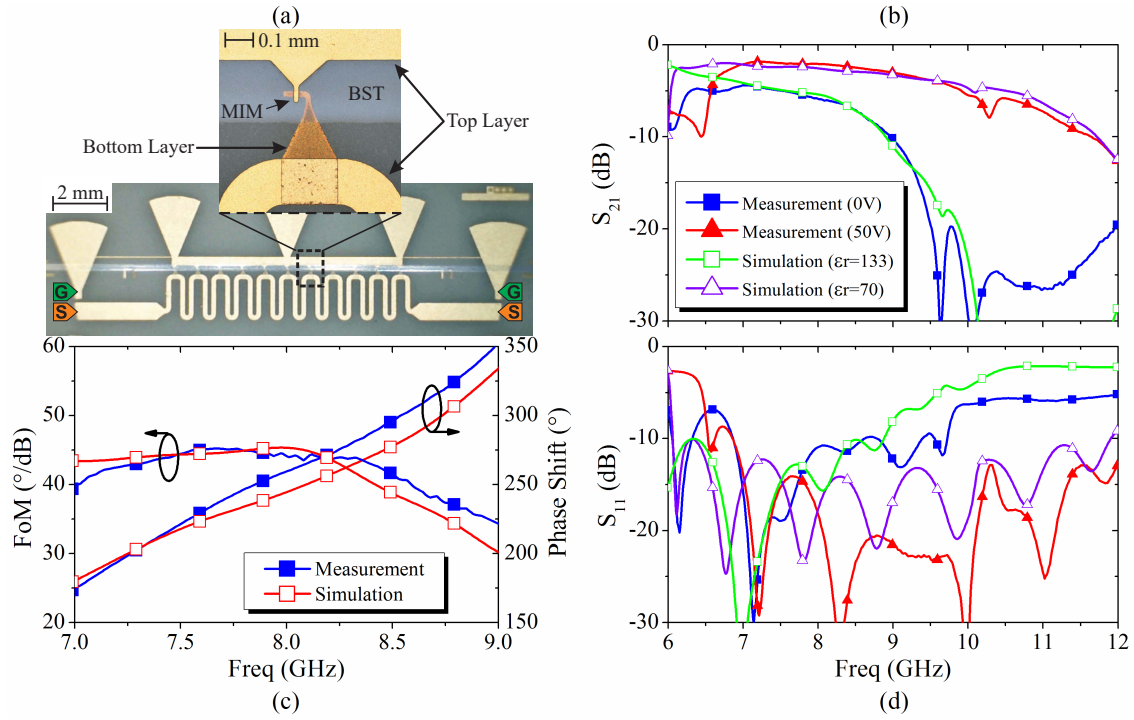 (a)
0.1 mm
BST
MIM
Top Layer
Bottom Layer
2 mm
G
S
G
S
(b)
0
-10
-20
-30
S21 (dB)
Measurement (0V)
Measurement (50V)
Simulation (εr=133)
Simulation (εr=70)
60
50
40
30
20
FoM (°/dB)
350
300
250
200
150
Phase Shift (°)
Measurement
Simulation
7.0
7.5
8.0
8.5
9.0
Freq (GHz)
(c)
0
-10
-20
-30
S11 (dB)
6
7
8
9
10
11
12
Freq (GHz)
(d)